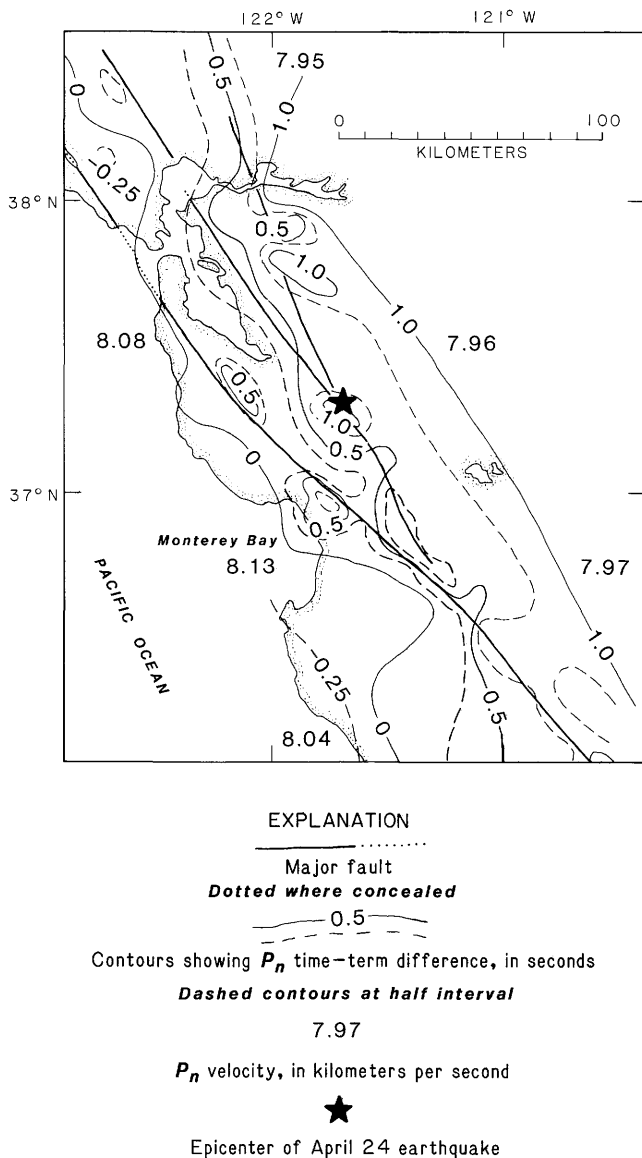 122° W
121° W
0.5
7.95
0
1.0
0
100
KILOMETERS
-0.25
38° N
0.5
1.0
1.0
8.08
7.96
0.5
1.0
0.5
0
37° N
0.5
Monterey Bay
8.13
7.97
PACIFIC OCEAN
1.0
-0.25
0.5
0
8.04
EXPLANATION
Major fault
Dotted where concealed
0.5
Contours showing Pn time-term difference, in seconds
Dashed contours at half interval
7.97
Pn velocity, in kilometers per second
Epicenter of April 24 earthquake